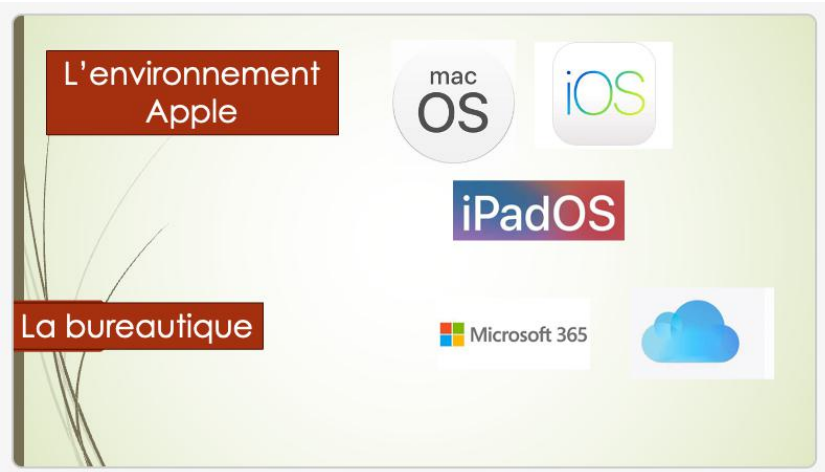 L'environnement
Apple
mac
OS
iOS
iPadOS
La bureautique
Microsoft 365